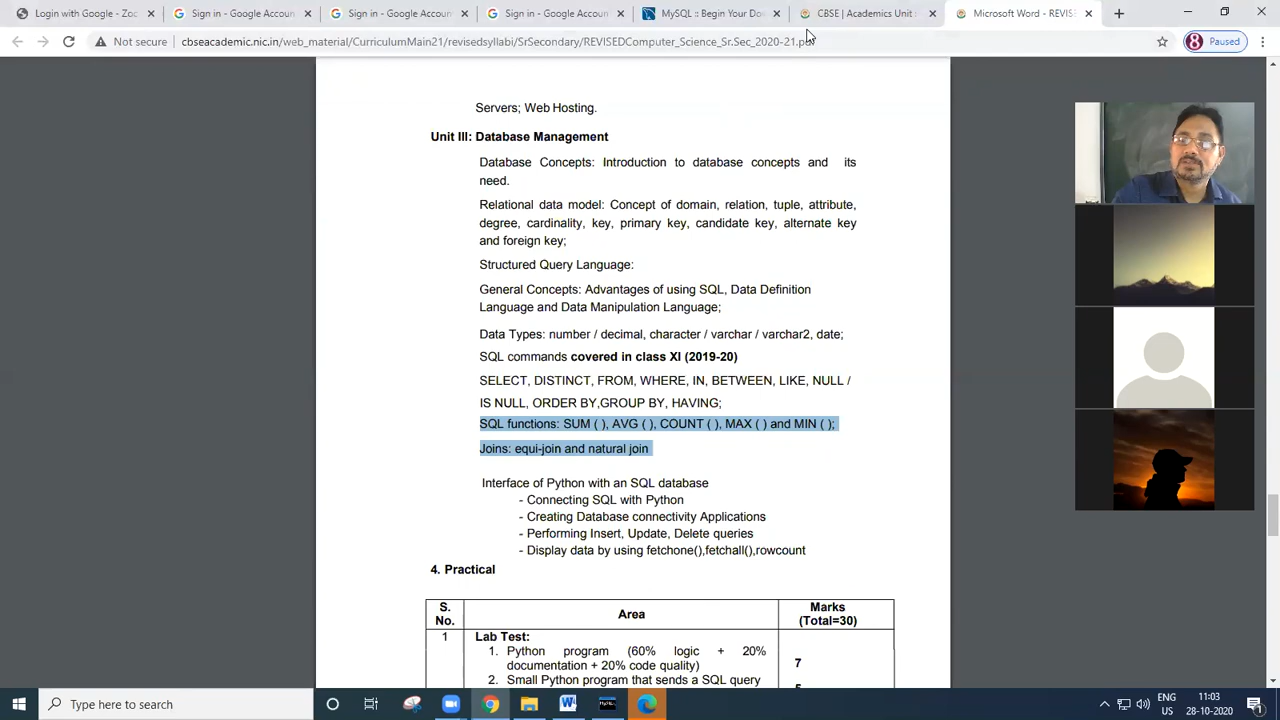 Login with Google - Zoc
Sign in - Google Accoun
Sign in - Google Accoun
Sign in - Google Accoun
MySQL :: Begin Your Do
CBSE | Academics Unit :
Microsoft Word - REVIS
Not secure
cbseacademic.nic.in/web_material/CurriculumMain21/revisedsyllabi/SrSecondary/REVISEDComputer_Science_Sr.Sec_2020-21.pdf
8 Paused
Servers; Web Hosting.
Unit III: Database Management
Database Concepts: Introduction to database concepts and its
need.
Relational data model: Concept of domain, relation, tuple, attribute,
degree, cardinality, key, primary key, candidate key, alternate key
and foreign key;
Structured Query Language:
General Concepts: Advantages of using SQL, Data Definition
Language and Data Manipulation Language;
Data Types: number / decimal, character / varchar / varchar2, date;
SQL commands covered in class XI (2019-20)
SELECT, DISTINCT, FROM, WHERE, IN, BETWEEN, LIKE, NULL /
IS NULL, ORDER BY,GROUP BY, HAVING;
SQL functions: SUM ( ), AVG ( ), COUNT ( ), MAX ( ) and MIN ( );
Joins: equi-join and natural join
Interface of Python with an SQL database
- Connecting SQL with Python
- Creating Database connectivity Applications
- Performing Insert, Update, Delete queries
- Display data by using fetchone(),fetchall(),rowcount
4. Practical
S. No. Area Marks (Total=30)
1 Lab Test:
1. Python program (60% logic + 20%
documentation + 20% code quality) 7
2. Small Python program that sends a SQL query
Type here to search
ENG US
11:03
28-10-2020